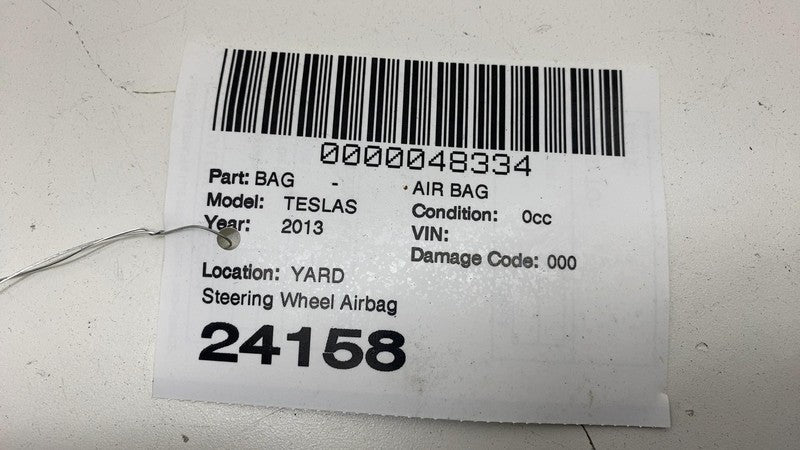 0000048334
Part: BAG - AIR BAG
Model: TESLAS Condition: 0cc
Year: 2013 VIN:
Damage Code: 000
Location: YARD
Steering Wheel Airbag
24158